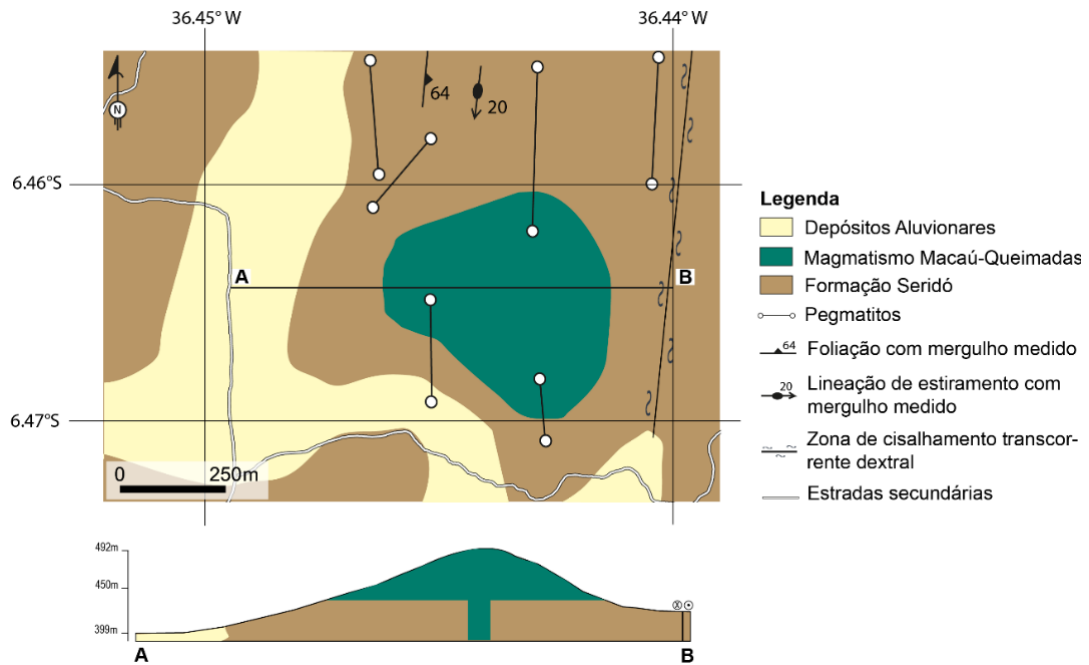 36.45° W
36.44° W
N
64
20
6.46°S
A
B
6.47°S
0
250m
Legenda
Depósitos Aluvionares
Magmatismo Macaú-Queimadas
Formação Seridó
Pegmatitos
64
Foliação com mergulho medido
20
Lineação de estiramento com
mergulho medido
Zona de cisalhamento transcor-
rente dextral
Estradas secundárias
492m
450m
399m
A
B